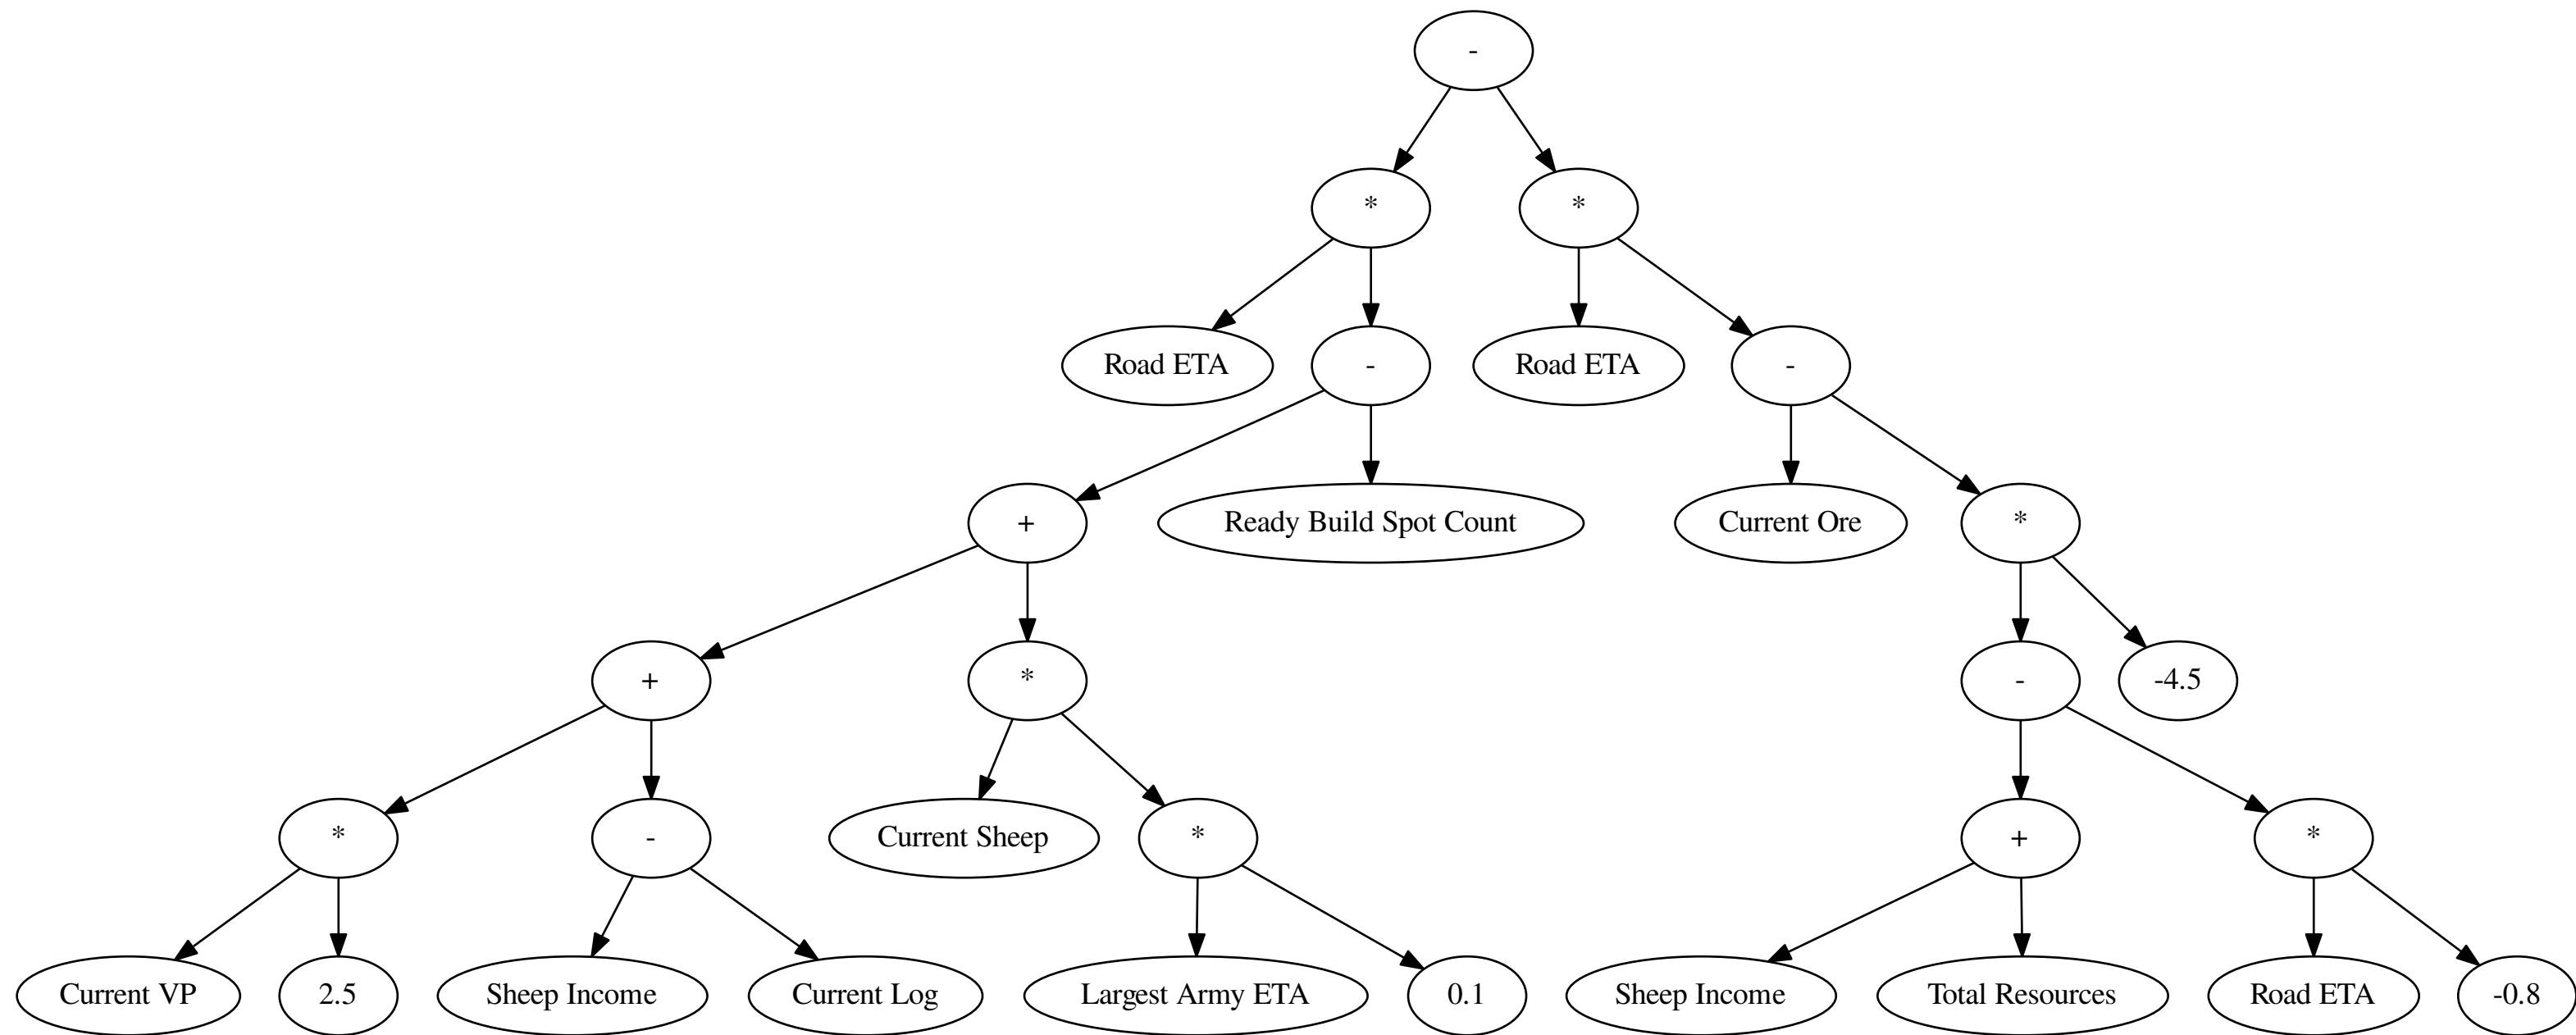 -
*
*
Road ETA
-
Road ETA
-
+
Ready Build Spot Count
Current Ore
*
+
*
-
-4.5
*
-
Current Sheep
*
+
*
Current VP
2.5
Sheep Income
Current Log
Largest Army ETA
0.1
Sheep Income
Total Resources
Road ETA
-0.8